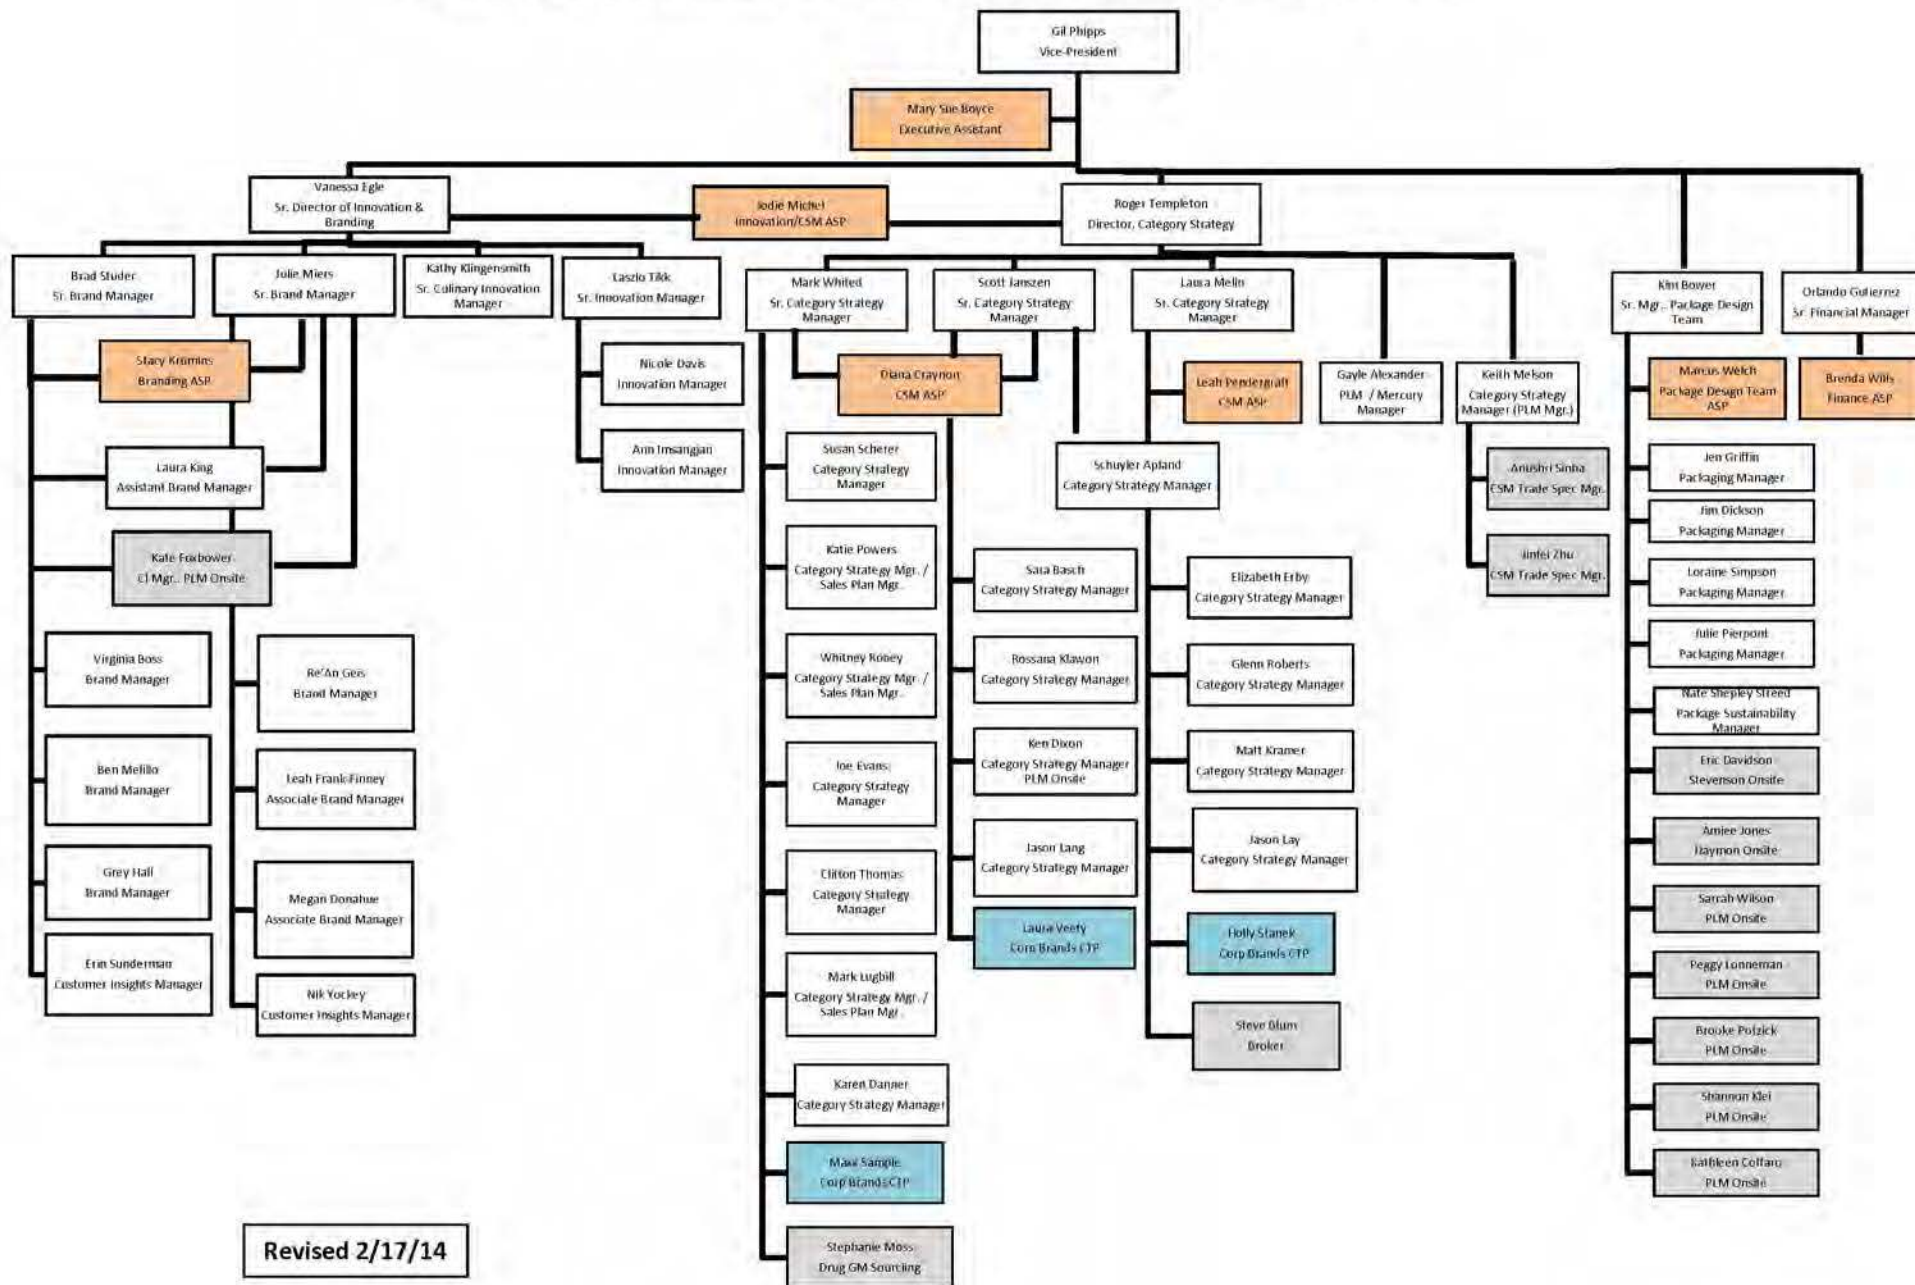 Gil Phipps
Vice-President
Mary Sue Boyce
Executive Assistant
Vanessa Egle
Sr. Director of Innovation &
Branding
Jodie Michel
Innovation/CSM ASP
Roger Templeton
Director, Category Strategy
Brad Studer
Sr. Brand Manager
Julie Miers
Sr. Brand Manager
Kathy Klingensmith
Sr. Culinary Innovation
Manager
Laszlo Tikk
Sr. Innovation Manager
Mark Whited
Sr. Category Strategy
Manager
Scott Janszen
Sr. Category Strategy
Manager
Laura Melin
Sr. Category Strategy
Manager
Kim Bower
Sr. Mgr.. Package Design
Team
Orlando Gutierrez
Sr. Financial Manager
Stacy Krumins
Branding ASP
Nicole Davis
Innovation Manager
Diana Craynon
CSM ASP
Leah Pendergraft
CSM ASP
Gayle Alexander
PLM / Mercury
Manager
Keith Melson
Category Strategy
Manager (PLM Mgr.)
Marcus Welch
Package Design Team
ASP
Brenda Wills
Finance ASP
Laura King
Assistant Brand Manager
Ann Imsangjan
Innovation Manager
Susan Scherer
Category Strategy
Manager
Schuyler Apland
Category Strategy Manager
Anushri Sinha
CSM Trade Spec Mgr.
Jen Griffin
Packaging Manager
Jim Dickson
Packaging Manager
Kate Foxbower
CI Mgr.. PLM Onsite
Katie Powers
Category Strategy Mgr. /
Sales Plan Mgr.
Sara Basch
Category Strategy Manager
Elizabeth Erby
Category Strategy Manager
Jinfei Zhu
CSM Trade Spec Mgr.
Loraine Simpson
Packaging Manager
Julie Pierpont
Packaging Manager
Virginia Boss
Brand Manager
Re'An Geis
Brand Manager
Whitney
Category Strategy Mgr. /
Sales Plan Mgr.
Rossana Klawon
Category Strategy Manager
Glenn Roberts
Category Strategy Manager
Nate Shepley Streed
Package Sustainability
Manager
Ben Melillo
Brand Manager
Leah Frank-Finney
Associate Brand Manager
Joe Evans
Category Strategy
Manager
Ken Dixon
Category Strategy Manager
PLM Onsite
Matt Kramer
Category Strategy Manager
Eric Davidson
Stevenson Onsite
Amiee Jones
Daymon Onsite
Grey Hall
Brand Manager
Megan Donahue
Associate Brand Manager
Clifton Thomas
Category Strategy
Manager
Jason Lang
Category Strategy Manager
Jason Lay
Category Strategy Manager
Sarrah Wilson
PLM Onsite
Erin Sunderman
Customer Insights Manager
Nik Yockey
Customer Insights Manager
Mark Lugbill
Category Strategy Mgr. /
Sales Plan Mgr
Laura Veety
Corp Brands CTP
Holly Stanek
Corp Brands CTP
Peggy Lonneman
PLM Onsite
Steve Blum
Broker
Brooke Polzick
PLM Onsite
Karen Danner
Category Strategy Manager
Shannon Klei
PLM Onsite
Maxi Sample
Corp Brands CTP
Kathleen Coffaro
PLM Onsite
Stephanie Moss
Drug GM Sourcing
Revised 2/17/14